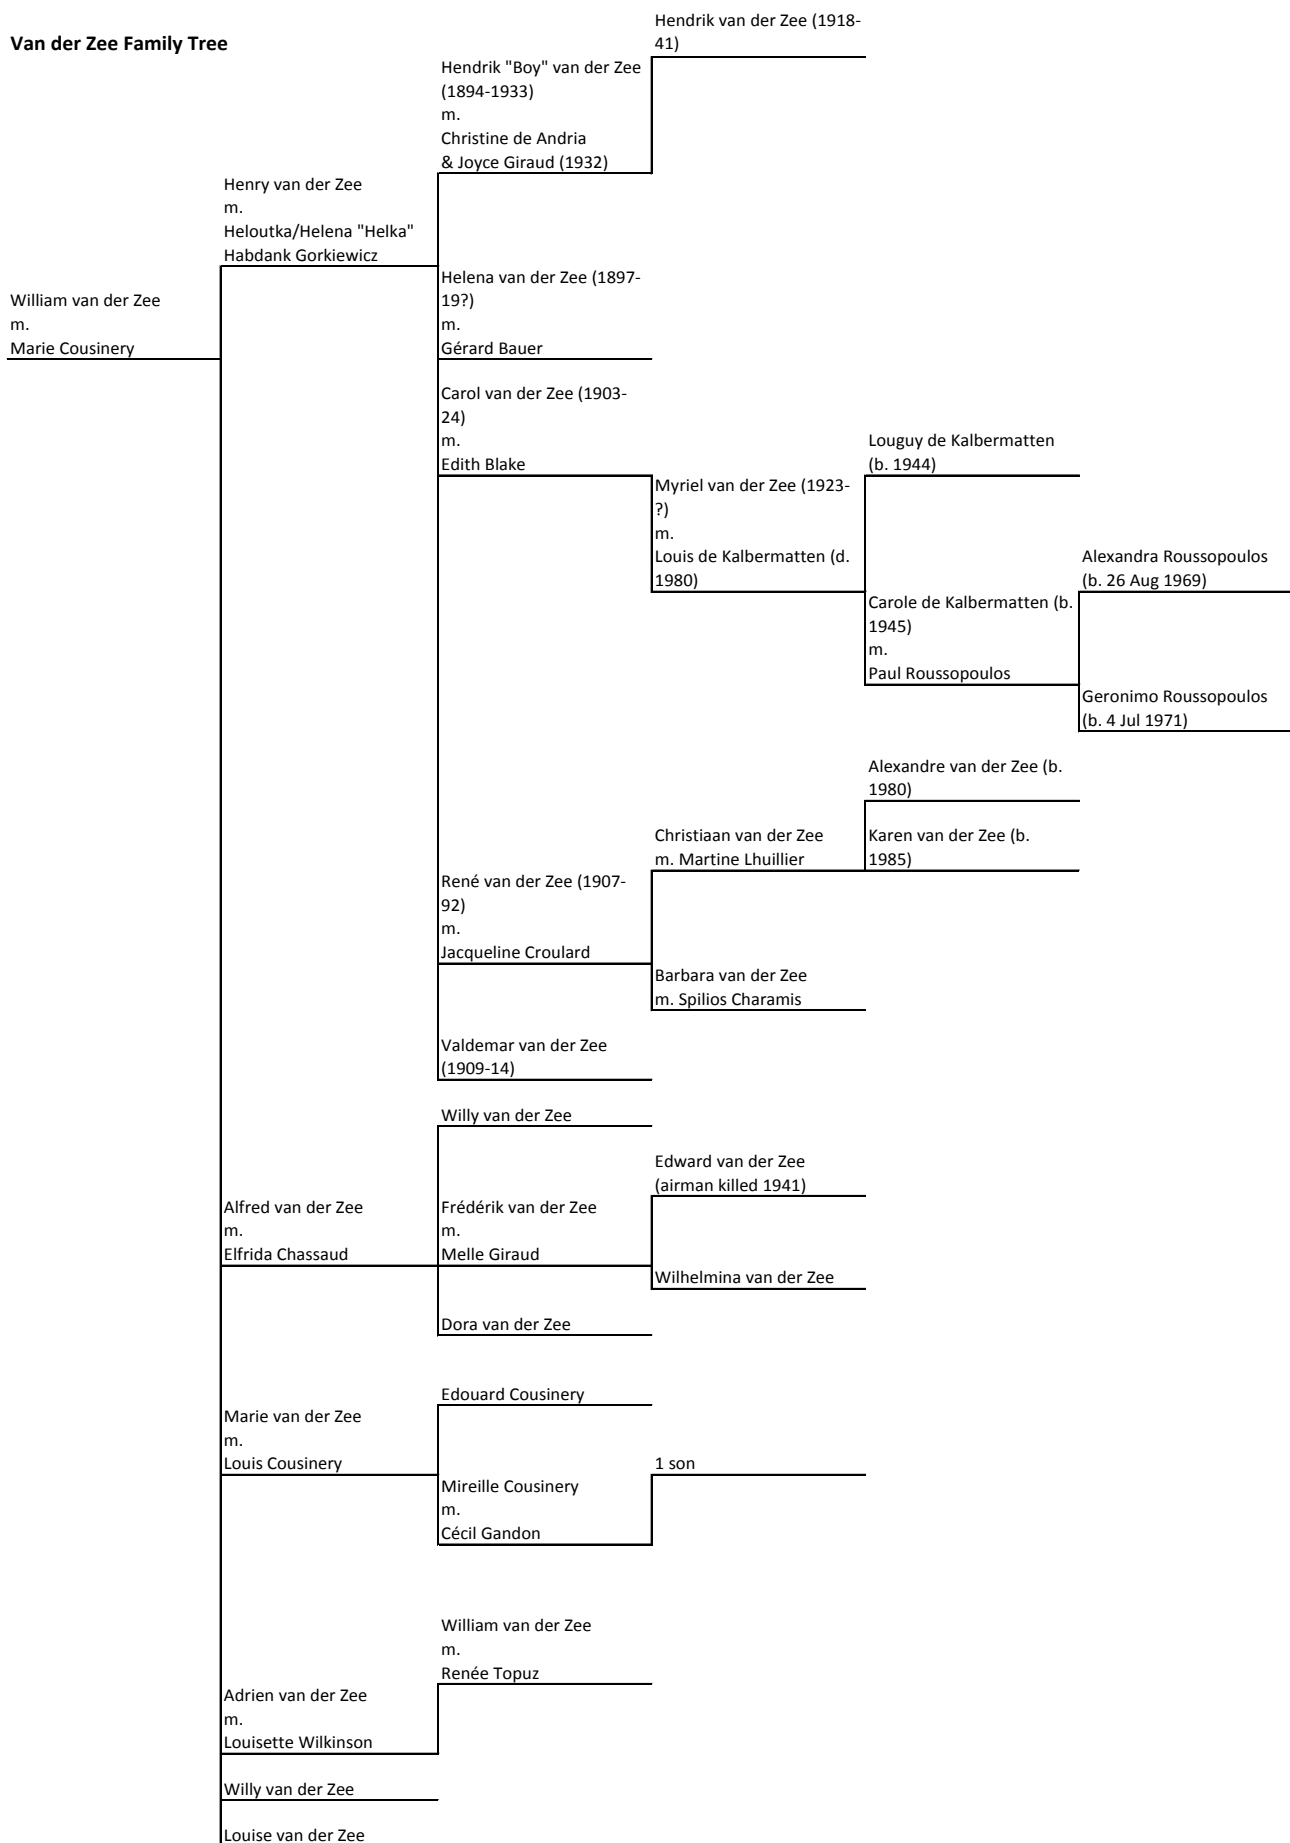 Van der Zee Family Tree
Hendrik van der Zee (1918-
41)
Hendrik "Boy" van der Zee
(1894-1933)
m.
Christine de Andria
& Joyce Giraud (1932)
Henry van der Zee
m.
Heloutka/Helena "Helka"
Habdank Gorkiewicz
Helena van der Zee (1897-
19?)
m.
Gérard Bauer
William van der Zee
m.
Marie Cousinery
Carol van der Zee (1903-
24)
m.
Edith Blake
Louguy de Kalbermatten
(b. 1944)
Myriel van der Zee (1923-
?)
m.
Louis de Kalbermatten (d.
1980)
Alexandra Roussopoulos
(b. 26 Aug 1969)
Carole de Kalbermatten (b.
1945)
m.
Paul Roussopoulos
Geronimo Roussopoulos
(b. 4 Jul 1971)
Alexandre van der Zee (b.
1980)
Christiaan van der Zee
m. Martine Lhuillier
Karen van der Zee (b.
1985)
René van der Zee (1907-
92)
m.
Jacqueline Croulard
Barbara van der Zee
m. Spilios Charamis
Valdemar van der Zee
(1909-14)
Willy van der Zee
Edward van der Zee
(airman killed 1941)
Alfred van der Zee
m.
Elfrida Chassaud
Frédérik van der Zee
m.
Melle Giraud
Wilhelmina van der Zee
Dora van der Zee
Edouard Cousinery
Marie van der Zee
m.
Louis Cousinery
1 son
Mireille Cousinery
m.
Cécil Gandon
William van der Zee
m.
Renée Topuz
Adrien van der Zee
m.
Louisette Wilkinson
Willy van der Zee
Louise van der Zee